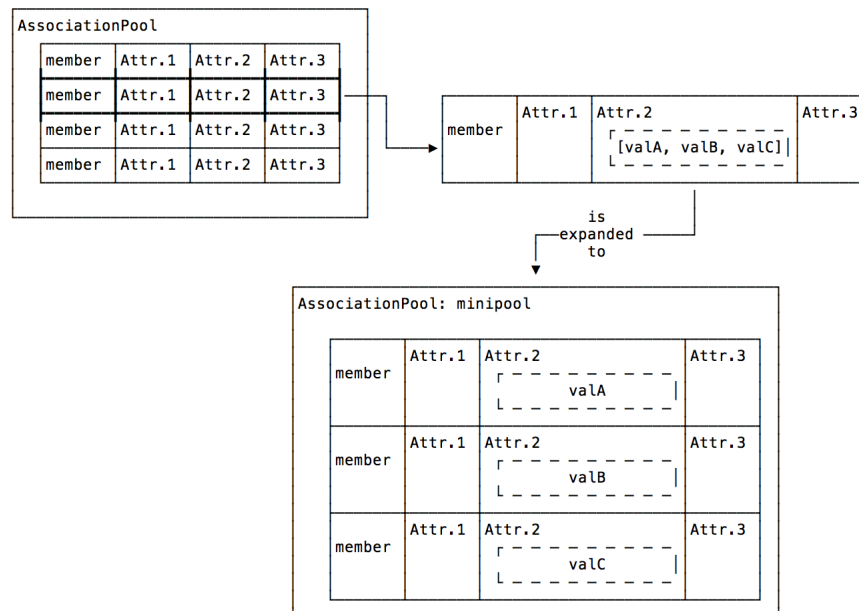 AssociationPool
member Attr.1 Attr.2 Attr.3
member Attr.1 Attr.2 Attr.3
member Attr.1 Attr.2 Attr.3
member Attr.1 Attr.2 Attr.3
Attr.1 Attr.2 Attr.3
member
[valA, valB, valC]
is
expanded
to
AssociationPool: minipool
Attr.1 Attr.2 Attr.3
member
valA
Attr.1 Attr.2 Attr.3
member
valB
Attr.1 Attr.2 Attr.3
member
valC